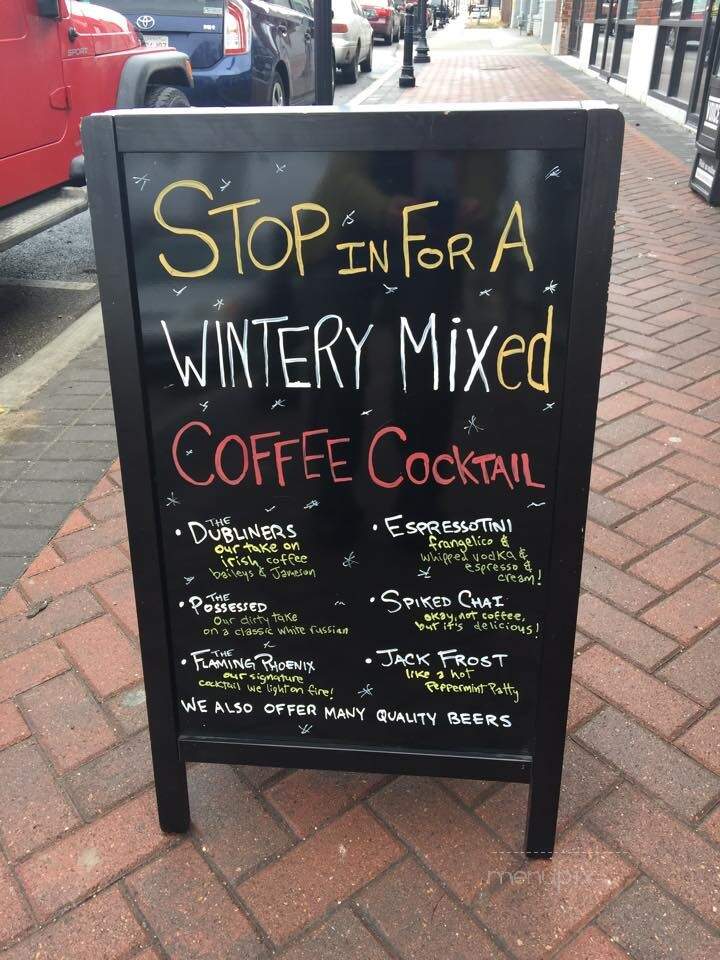 STOP IN FOR A
WINTERY MIXed
COFFEE COCKTAIL
• THE DUBLINERS
our take on
irish coffee
baileys & Jameson
• THE POSSESSED
Our dirty take
on a classic white russian
• THE FLAMING PHOENIX
our signature
cocktail we light on fire!
• ESPRESSOTINI
frangelico &
whipped vodka &
espresso &
cream!
• SPIKED CHAI
okay, not coffee,
but it's delicious!
• JACK FROST
like a hot
Peppermint Patty
WE ALSO OFFER MANY QUALITY BEERS
SPORT
menupix